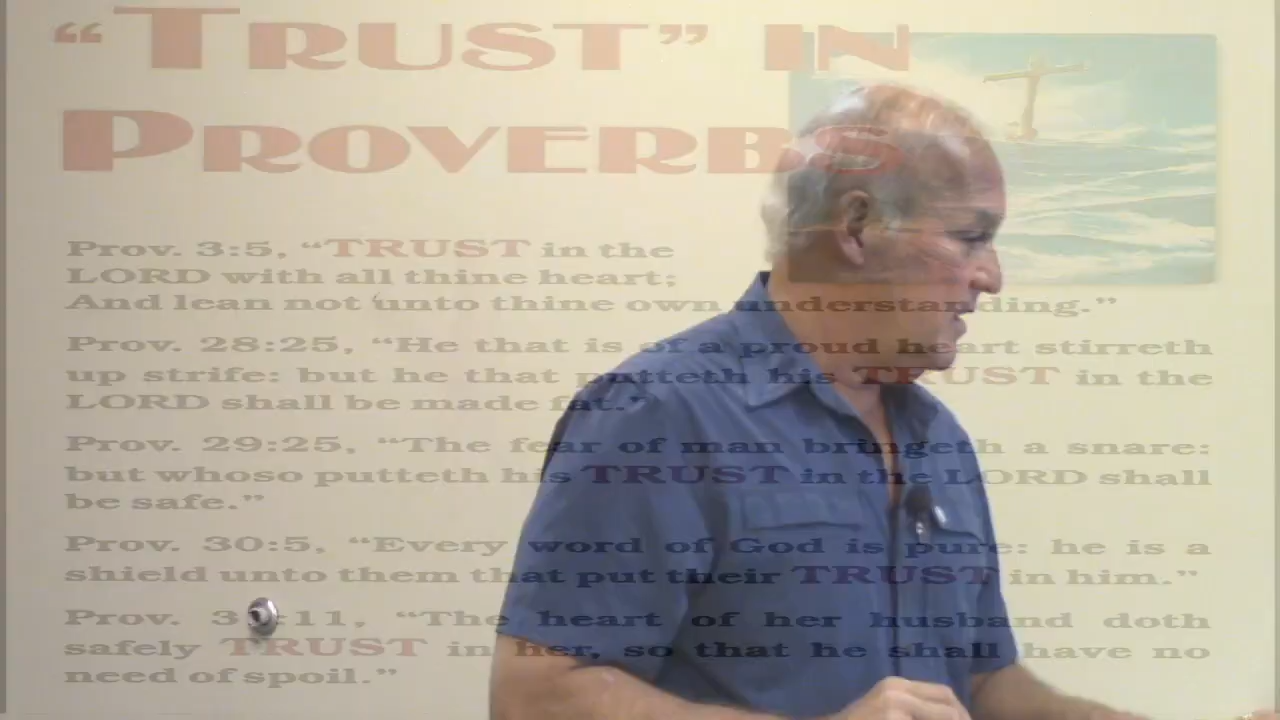 “TRUST” IN
PROVERBS
Prov. 3:5, “TRUST in the
LORD with all thine heart;
And lean not unto thine own understanding.”
Prov. 28:25, “He that is of a proud heart stirreth
up strife: but he that putteth his TRUST in the
LORD shall be made fat.”
Prov. 29:25, “The fear of man bringeth a snare:
but whoso putteth his TRUST in the LORD shall
be safe.”
Prov. 30:5, “Every word of God is pure: he is a
shield unto them that put their TRUST in him.”
Prov. 31:11, “The heart of her husband doth
safely TRUST in her, so that he shall have no
need of spoil.”